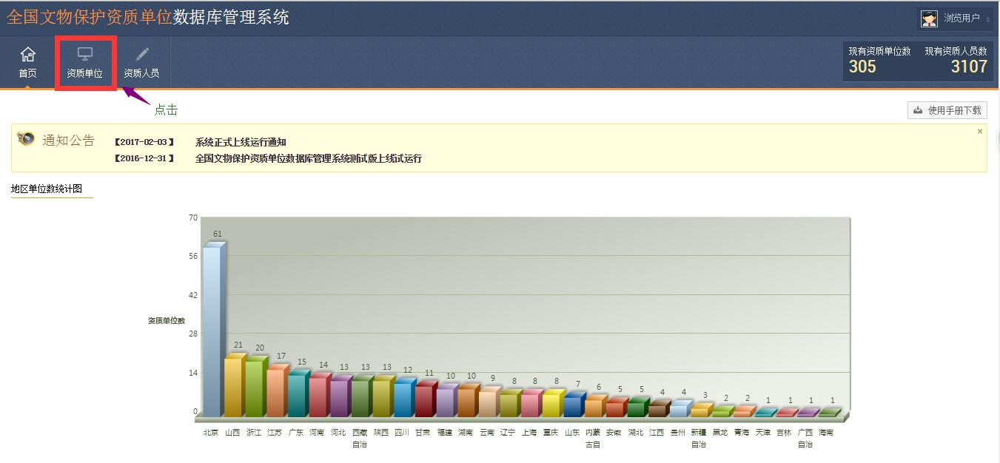 全国文物保护资质单位数据库管理系统
浏览用户
首页 资质单位 资质人员
现有资质单位数 现有资质人员数
305 3107
点击
使用手册下载
通知公告
【2017-02-03】 系统正式上线运行通知
【2016-12-31】 全国文物保护资质单位数据库管理系统测试版上线试运行
×
地区单位数统计图
70
56
42
28
14
0
资质单位数
61 21 20 17 15 14 13 13 13 12 11 10 10 9 8 8 8 7 6 5 5 4 4 3 2 2 1 1 1 1
北京 山西 浙江 江苏 广东 河南 河北 西藏 陕西 四川 甘肃 福建 湖南 云南 辽宁 上海 重庆 山东 内蒙 安徽 湖北 江西 贵州 新疆 黑龙 青海 天津 吉林 广西 海南
自治 古自 自治 自治